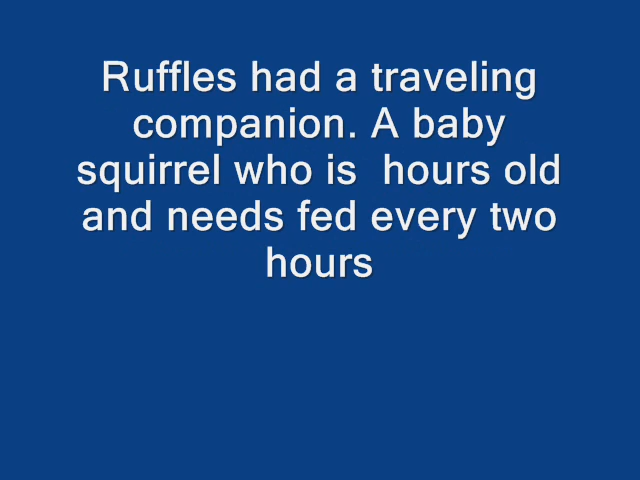 Ruffles had a traveling
companion. A baby
squirrel who is  hours old
and needs fed every two
hours